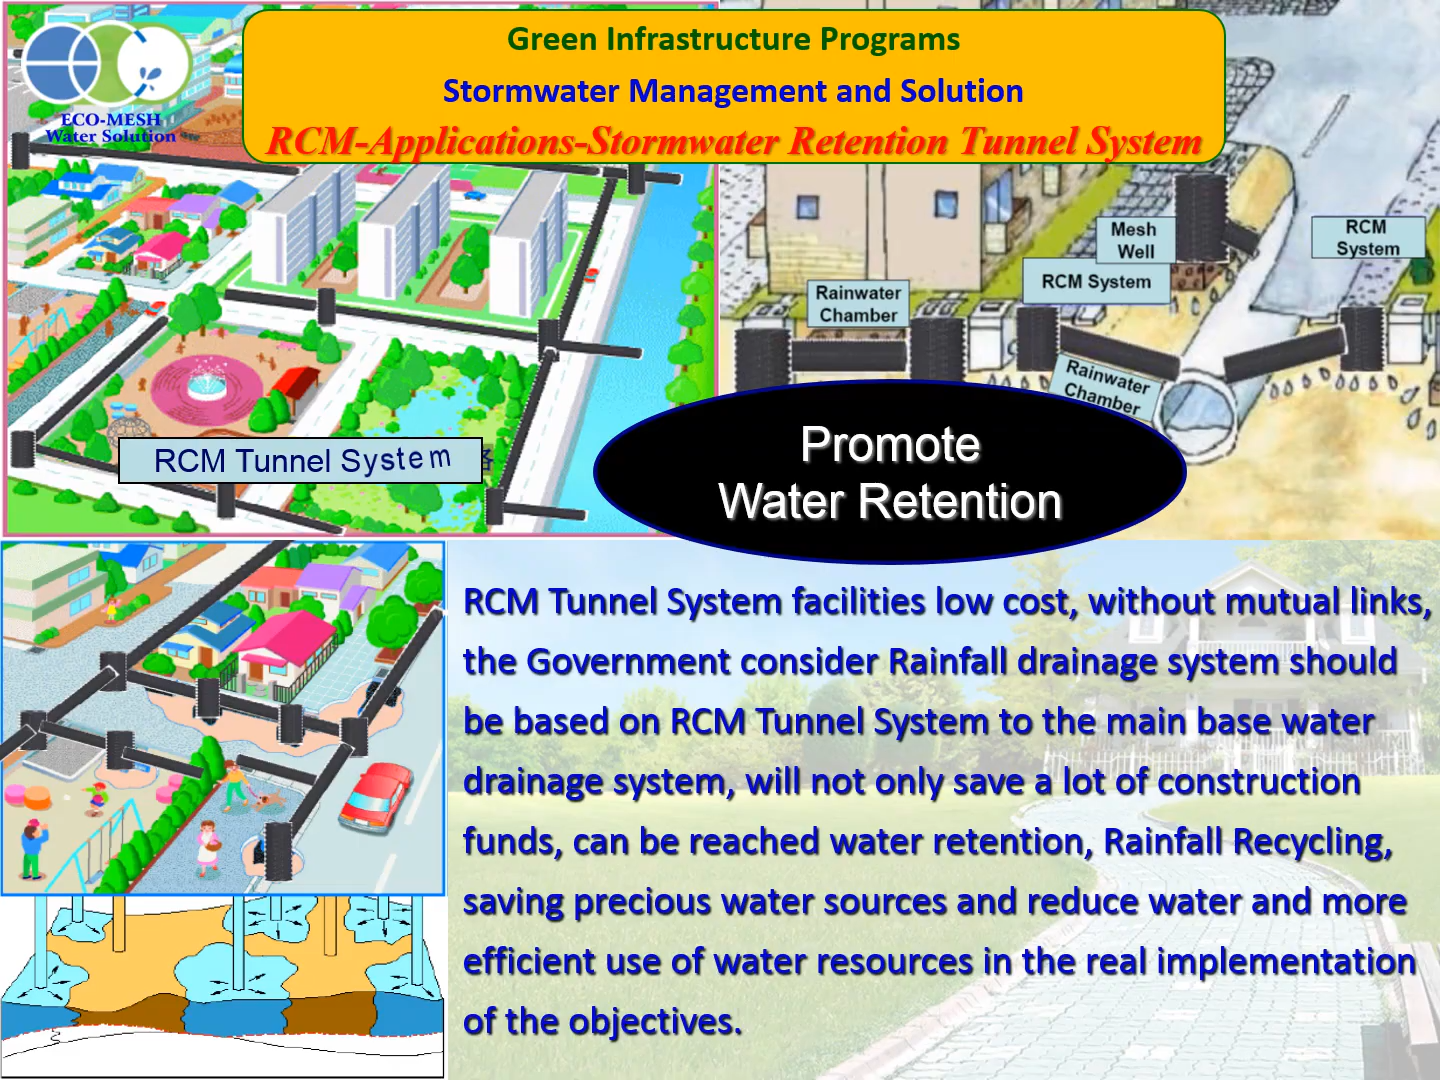 Green Infrastructure Programs
Stormwater Management and Solution
RCM-Applications-Stormwater Retention Tunnel System
ECO-MESH
Water Solution
Mesh
Well
RCM
System
RCM System
Rainwater
Chamber
Rainwater
Chamber
RCM Tunnel System
Promote
Water Retention
RCM Tunnel System facilities low cost, without mutual links,
the Government consider Rainfall drainage system should
be based on RCM Tunnel System to the main base water
drainage system, will not only save a lot of construction
funds, can be reached water retention, Rainfall Recycling,
saving precious water sources and reduce water and more
efficient use of water resources in the real implementation
of the objectives.